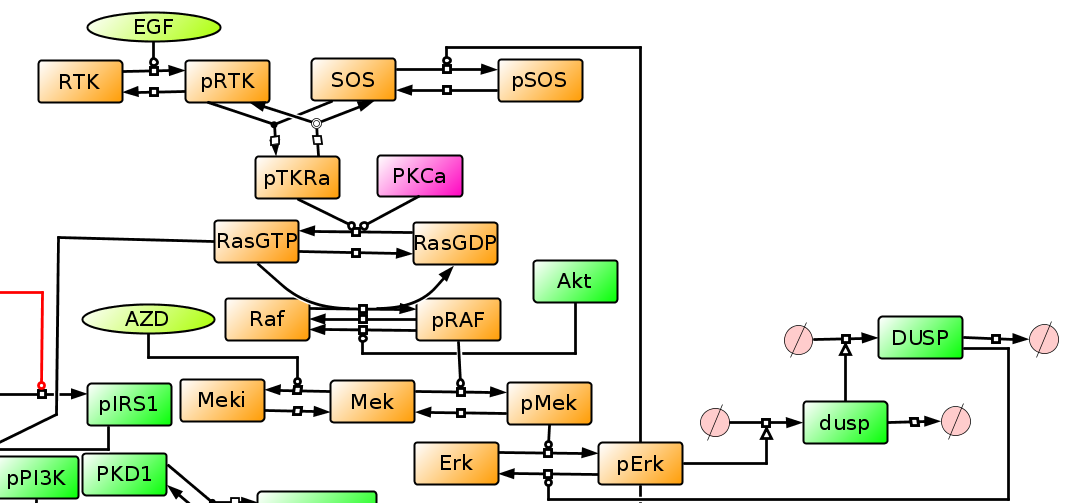 EGF
RTK
pRTK
SOS
pSOS
pTKRa
PKCa
RasGTP
RasGDP
Akt
AZD
Raf
pRAF
DUSP
pIRS1
Meki
Mek
pMek
dusp
Erk
pErk
pPI3K
PKD1